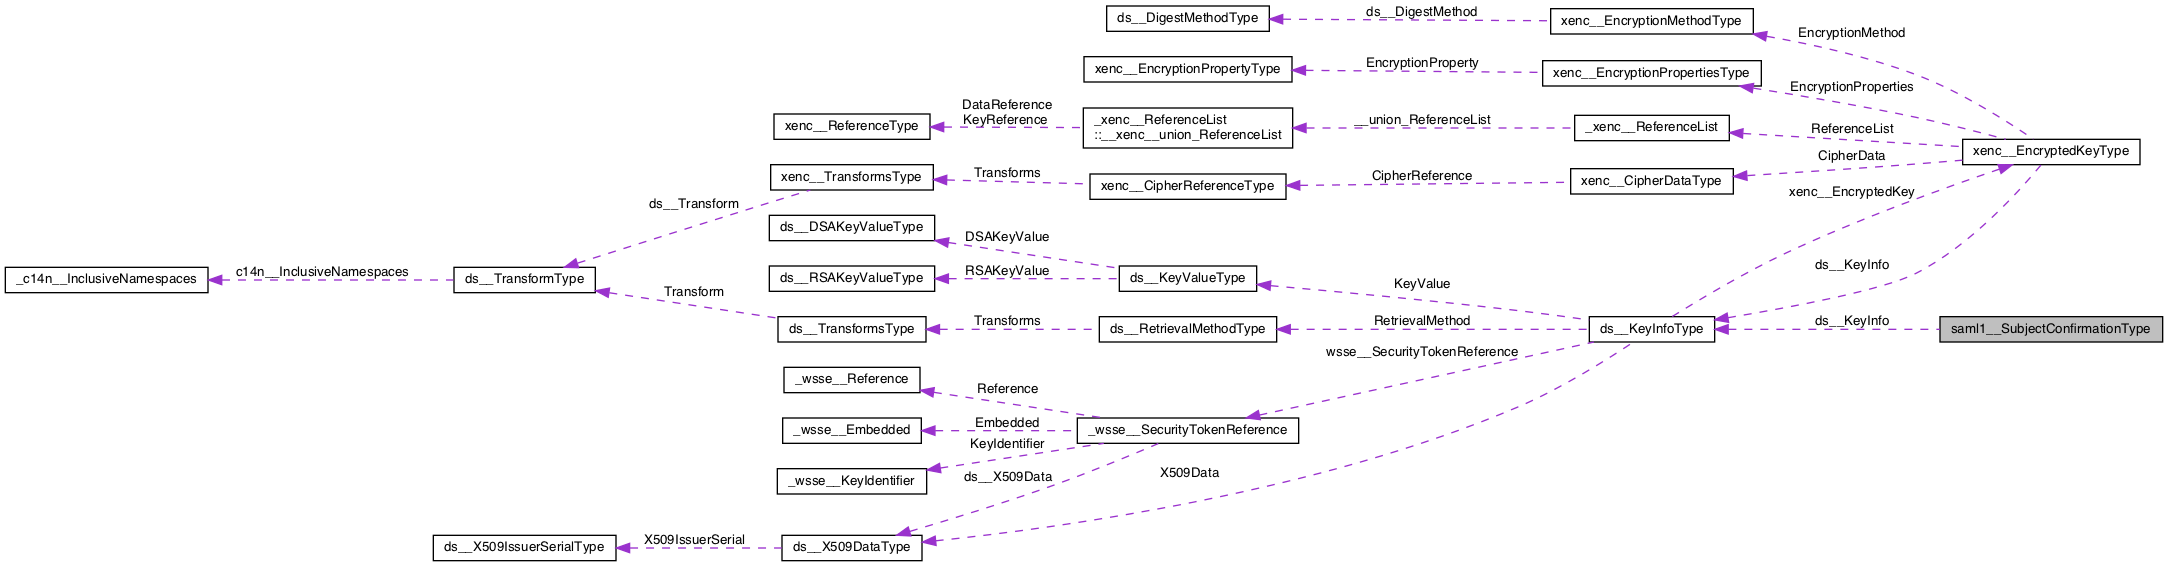 ds__DigestMethodType
ds__DigestMethod
xenc__EncryptionMethodType
EncryptionMethod
xenc__EncryptionPropertyType
EncryptionProperty
xenc__EncryptionPropertiesType
EncryptionProperties
xenc__ReferenceType
DataReference
KeyReference
_xenc__ReferenceList
::__xenc__union_ReferenceList
__union_ReferenceList
_xenc__ReferenceList
ReferenceList
xenc__EncryptedKeyType
xenc__TransformsType
Transforms
xenc__CipherReferenceType
CipherReference
xenc__CipherDataType
CipherData
xenc__EncryptedKey
ds__Transform
ds__DSAKeyValueType
DSAKeyValue
_c14n__InclusiveNamespaces
c14n__InclusiveNamespaces
ds__TransformType
ds__RSAKeyValueType
RSAKeyValue
ds__KeyValueType
KeyValue
ds__KeyInfo
Transform
ds__TransformsType
Transforms
ds__RetrievalMethodType
RetrievalMethod
ds__KeyInfoType
ds__KeyInfo
saml1__SubjectConfirmationType
wsse__SecurityTokenReference
_wsse__Reference
Reference
_wsse__Embedded
Embedded
_wsse__SecurityTokenReference
KeyIdentifier
_wsse__KeyIdentifier
ds__X509Data
X509Data
ds__X509IssuerSerialType
X509IssuerSerial
ds__X509DataType